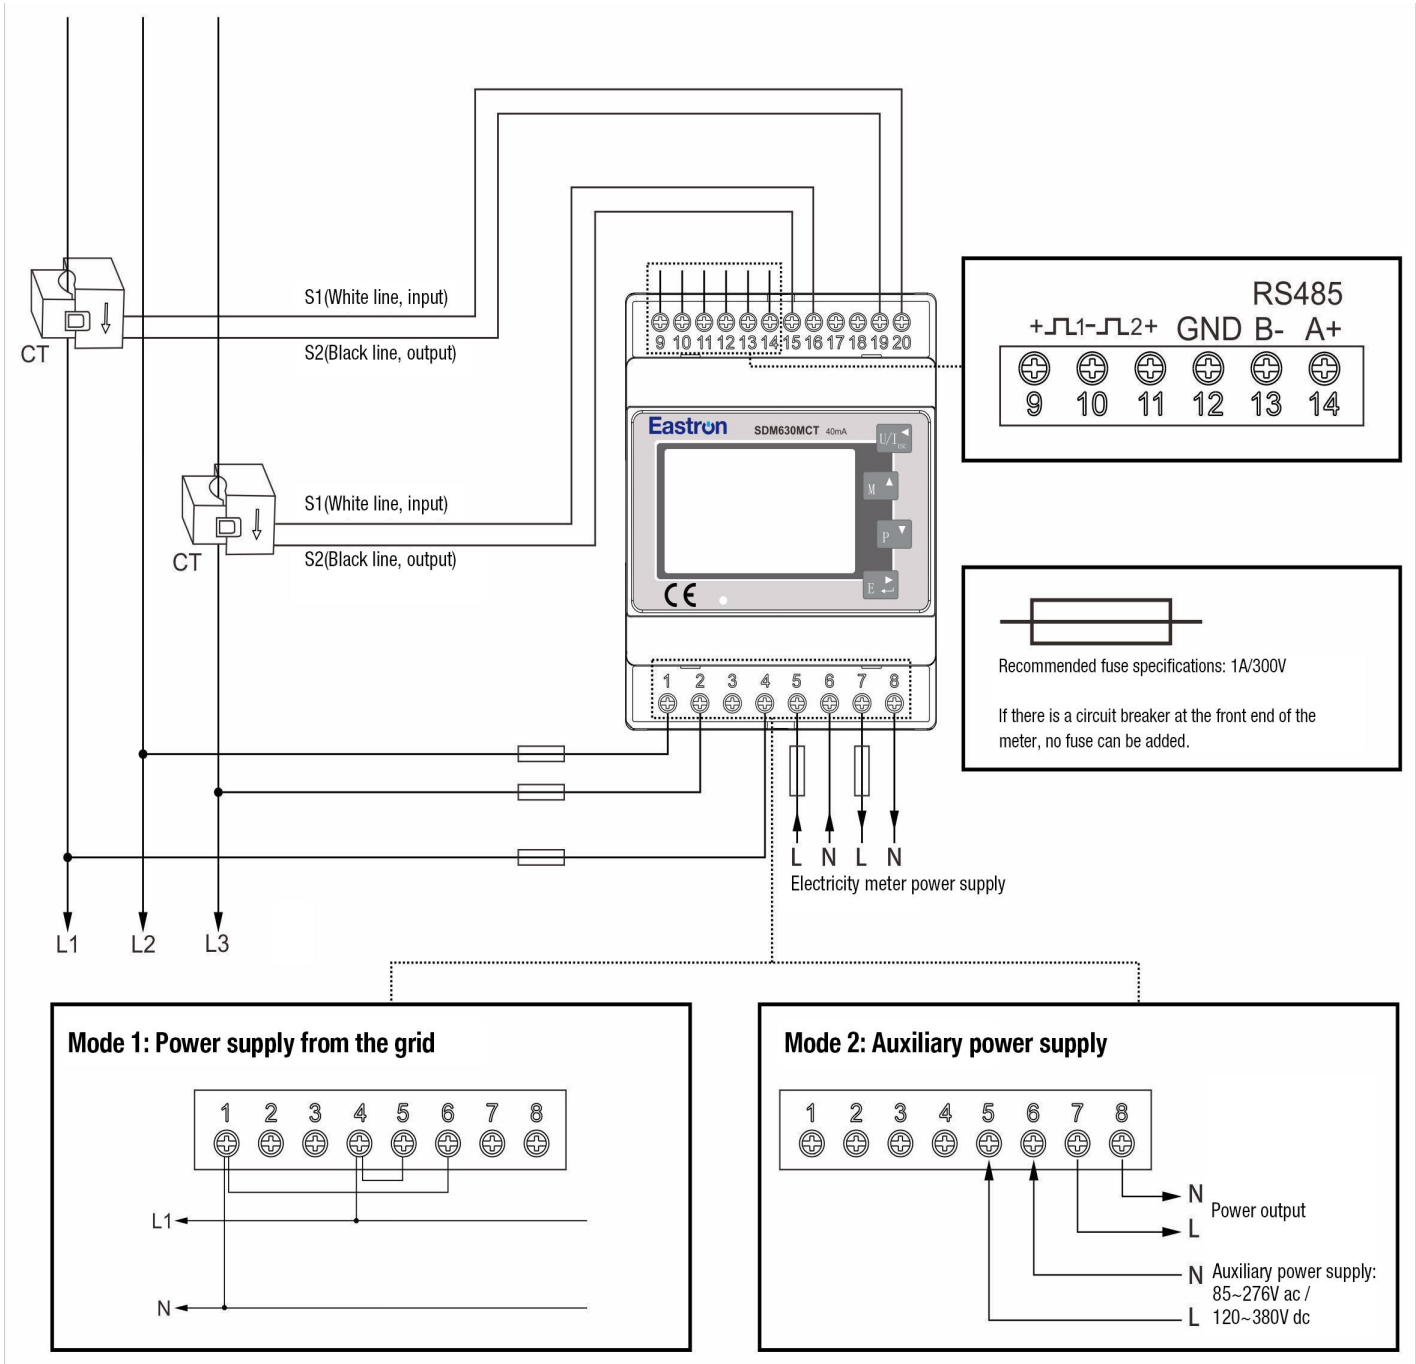 S1(White line, input)
S2(Black line, output)
CT
S1(White line, input)
S2(Black line, output)
CT
9 10 11 12 13 14 15 16 17 18 19 20
Eastron SDM630MCT 40mA
U/I ESC
M
P
E
CE
1 2 3 4 5 6 7 8
L N L N
Electricity meter power supply
L1 L2 L3
RS485
+ 1- 2+ GND B- A+
9 10 11 12 13 14
Recommended fuse specifications: 1A/300V
If there is a circuit breaker at the front end of the
meter, no fuse can be added.
Mode 1: Power supply from the grid
1 2 3 4 5 6 7 8
L1
N
Mode 2: Auxiliary power supply
1 2 3 4 5 6 7 8
N
Power output
L
N Auxiliary power supply:
85~276V ac /
L 120~380V dc